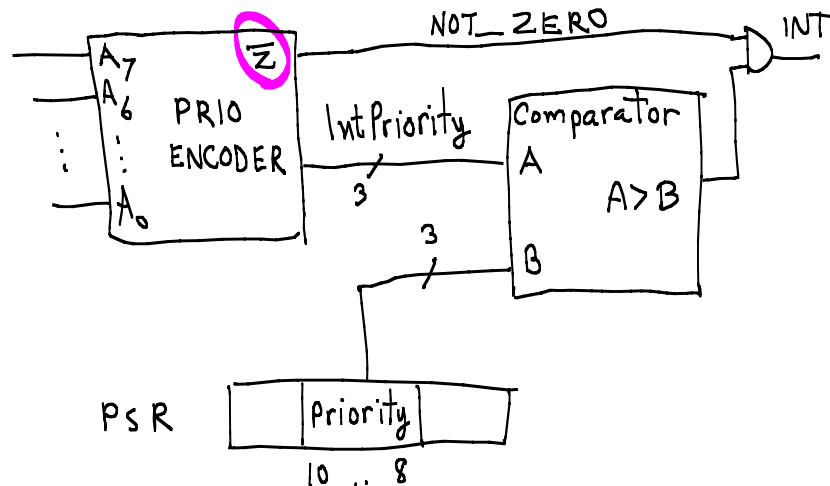 NOT_ZERO
INT
A7
Z̅
A6
PRIO
ENCODER
A0
IntPriority
3
Comparator
A
A>B
B
3
PSR
Priority
10 .. 8